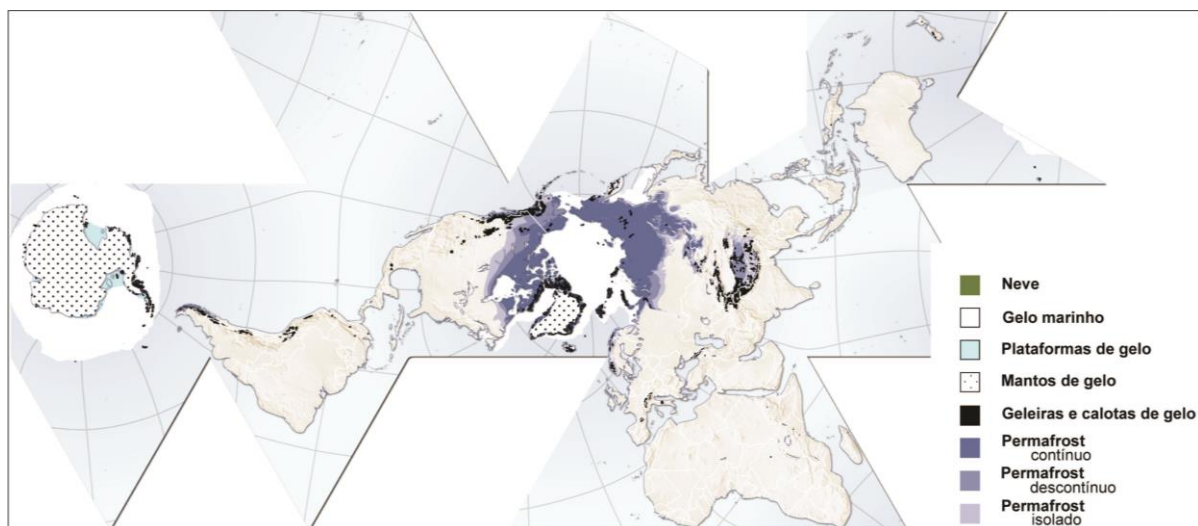 Neve
Gelo marinho
Plataformas de gelo
Mantos de gelo
Geleiras e calotas de gelo
Permafrost
contínuo
Permafrost
descontínuo
Permafrost
isolado